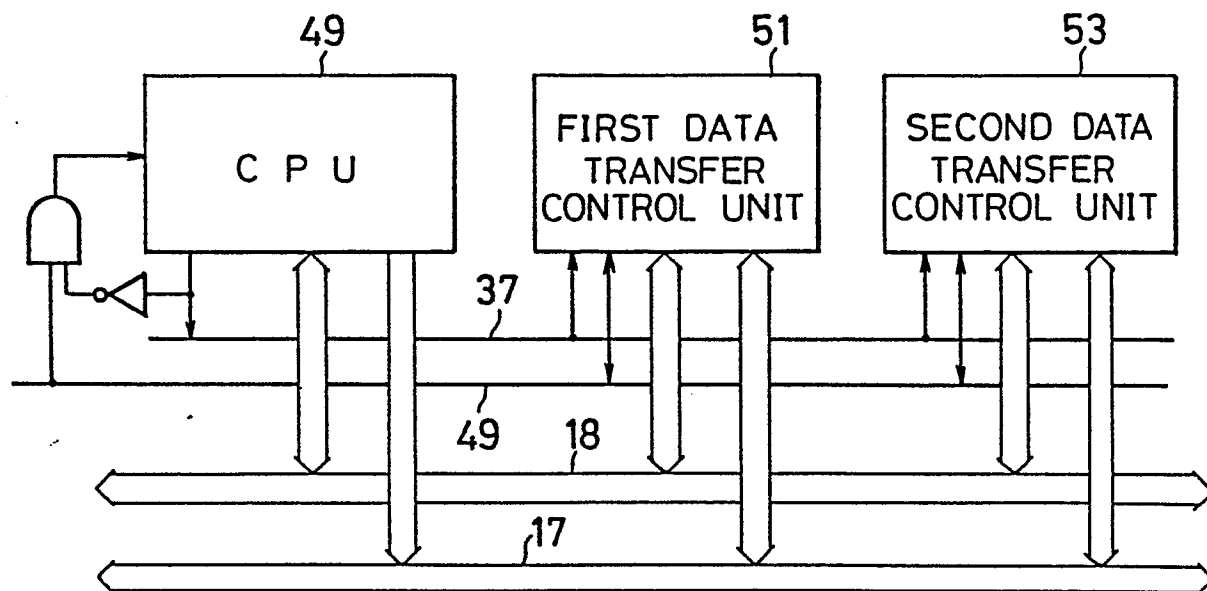 49
51
53
C P U
FIRST DATA
TRANSFER
CONTROL UNIT
SECOND DATA
TRANSFER
CONTROL UNIT
37
49
18
17